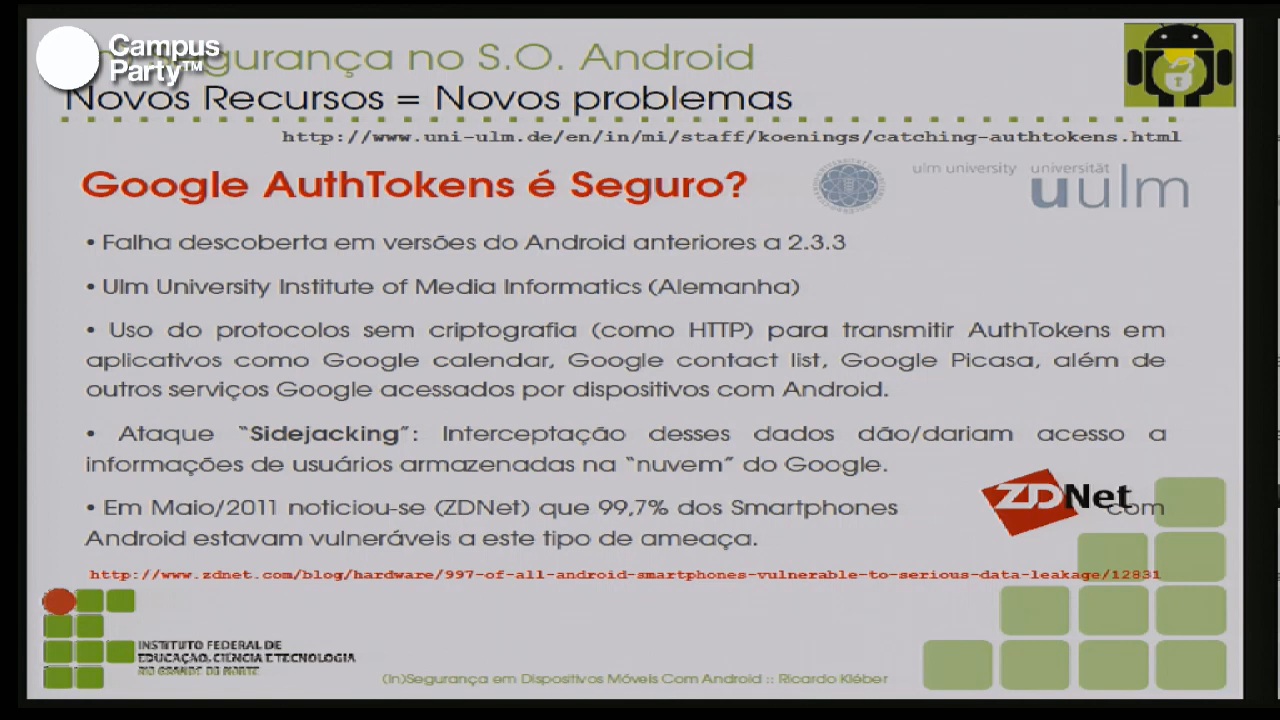 Campus
Party™
gurança no S.O. Android
Novos Recursos = Novos problemas
http://www.uni-ulm.de/en/in/mi/staff/koenings/catching-authtokens.html
Google AuthTokens é Seguro?
ulm university universität
uulm
• Falha descoberta em versões do Android anteriores a 2.3.3
• Ulm University Institute of Media Informatics (Alemanha)
• Uso do protocolos sem criptografia (como HTTP) para transmitir AuthTokens em
aplicativos como Google calendar, Google contact list, Google Picasa, além de
outros serviços Google acessados por dispositivos com Android.
• Ataque “Sidejacking”: Interceptação desses dados dão/dariam acesso a
informações de usuários armazenadas na “nuvem” do Google.
• Em Maio/2011 noticiou-se (ZDNet) que 99,7% dos Smartphones com
ZDNet
Android estavam vulneráveis a este tipo de ameaça.
http://www.zdnet.com/blog/hardware/997-of-all-android-smartphones-vulnerable-to-serious-data-leakage/12831
INSTITUTO FEDERAL DE
EDUCAÇÃO, CIÊNCIA E TECNOLOGIA
RIO GRANDE DO NORTE
(In)Segurança em Dispositivos Móveis Com Android :: Ricardo Kléber